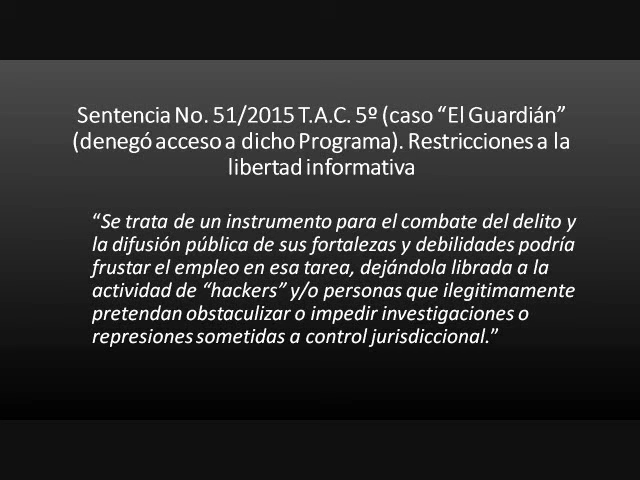 Sentencia No. 51/2015 T.A.C. 5º (caso “El Guardián”
(denegó acceso a dicho Programa). Restricciones a la
libertad informativa
“Se trata de un instrumento para el combate del delito y
la difusión pública de sus fortalezas y debilidades podría
frustar el empleo en esa tarea, dejándola librada a la
actividad de “hackers” y/o personas que ilegitimamente
pretendan obstaculizar o impedir investigaciones o
represiones sometidas a control jurisdiccional.”